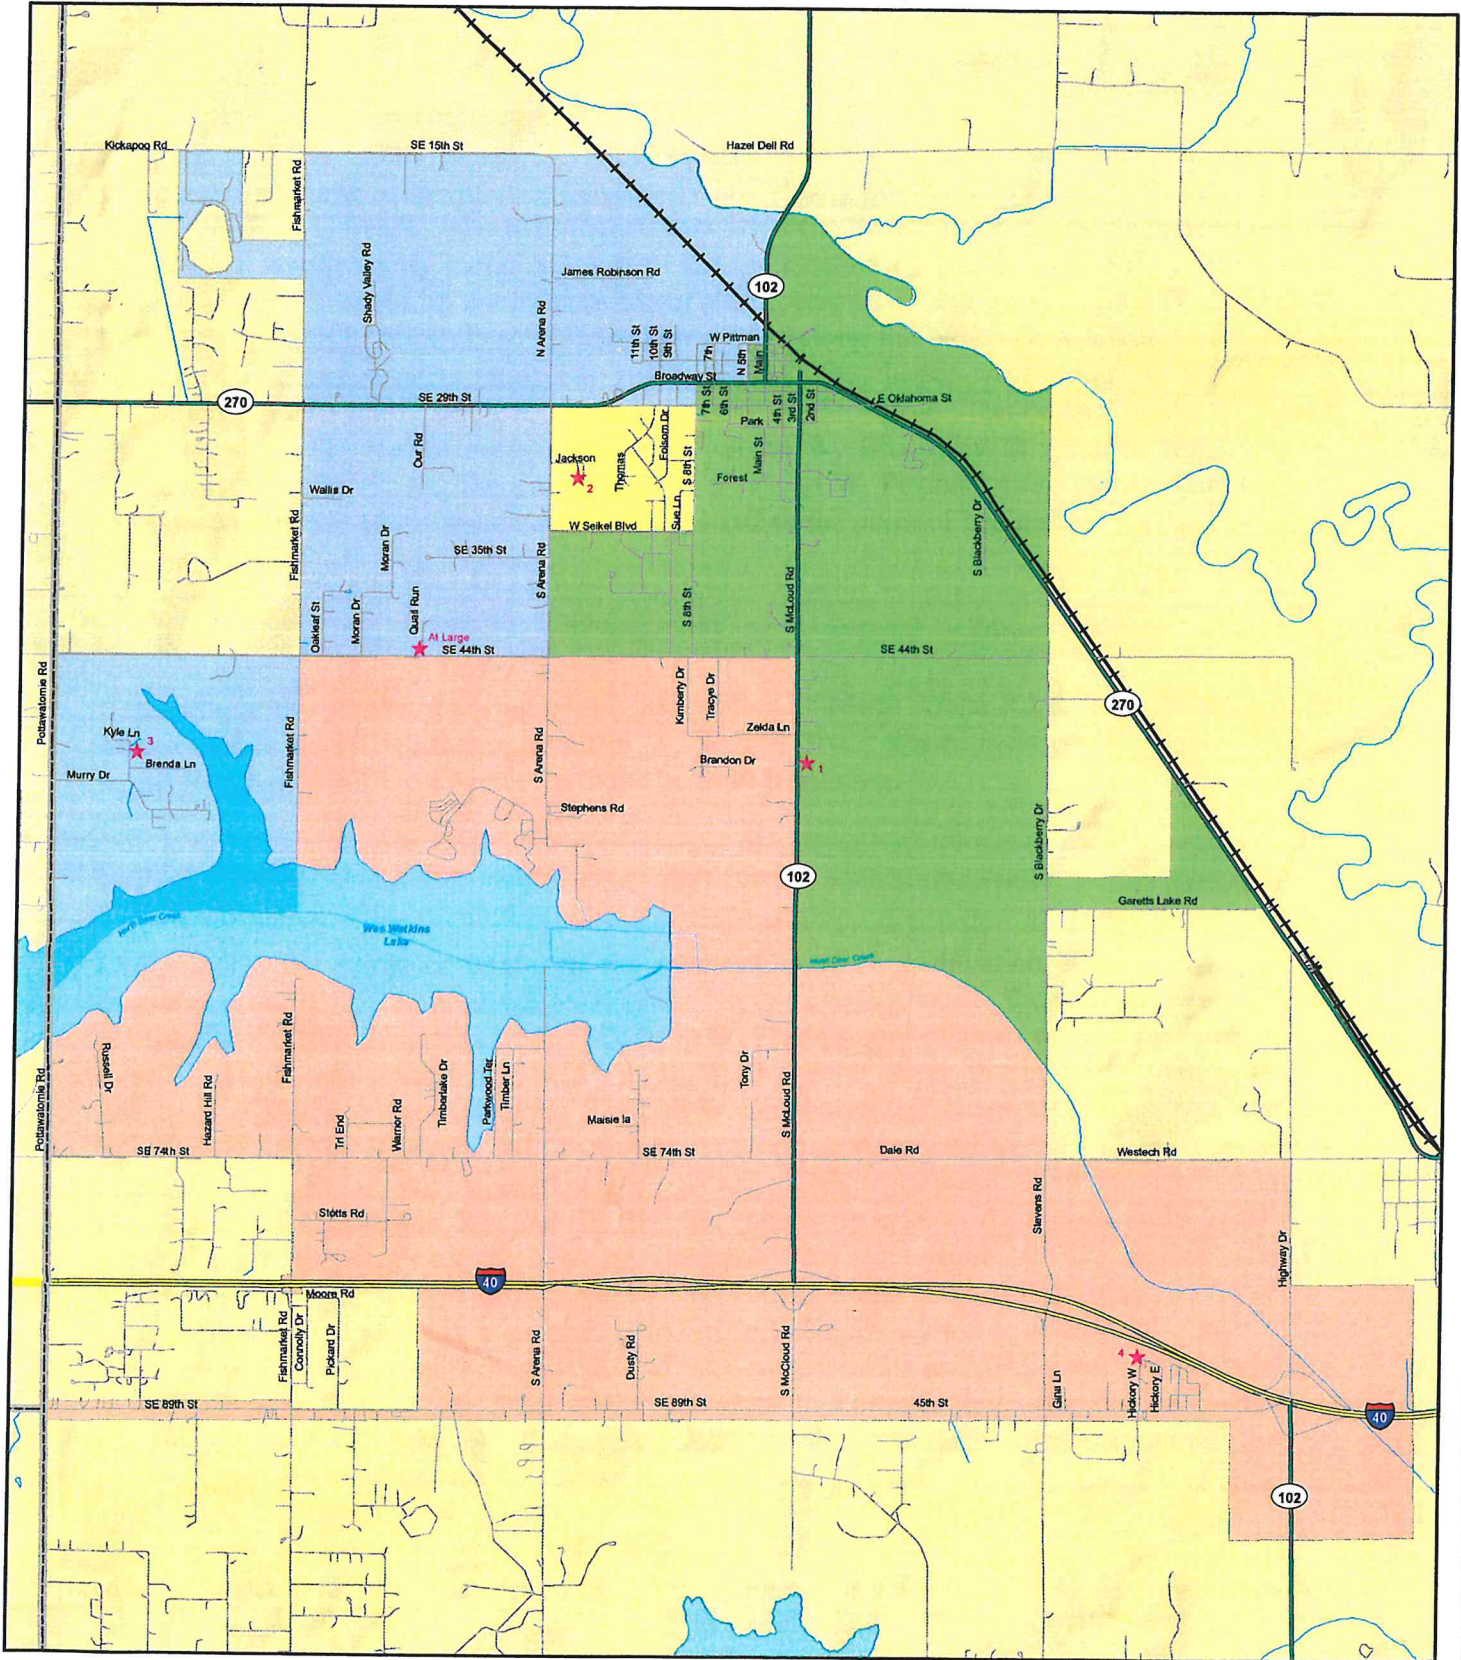 Kickapoo Rd
SE 15th St
Hazel Dell Rd
Fishmarket Rd
Shady Valley Rd
James Robinson Rd
102
N Arena Rd
11th St
10th St
9th St
W Pittman
7th
N 5th
Main
Broadway St
270
SE 29th St
7th St
6th St
4th St
3rd St
2nd St
E Oklahoma St
Park
Our Rd
Folsom Dr
Jackson
2
Thomas
S 8th St
Main St
Forest
Wallis Dr
Sue Ln
W Seikel Blvd
Fishmarket Rd
Moran Dr
SE 35th St
S Arena Rd
S Blackberry Dr
Oakleaf St
Moran Dr
Quail Run
At Large
SE 44th St
S 8th St
S McLoud Rd
SE 44th St
Pottawatomie Rd
Kimberly Dr
Tracye Dr
270
Kyle Ln
3
Brenda Ln
Murry Dr
Fishmarket Rd
S Arena Rd
Zelda Ln
Brandon Dr
1
Stephens Rd
S Blackberry Dr
102
Garetts Lake Rd
North Deer Creek
Wes Watkins
Lake
North Deer Creek
Pottawatomie Rd
Russell Dr
Hazard Hill Rd
Fishmarket Rd
Tri End
Warrior Rd
Timberlake Dr
Parkwood Ter
Timber Ln
Maisie la
Tony Dr
S McLoud Rd
SE 74th St
SE 74th St
Dale Rd
Westech Rd
Stotts Rd
Stevens Rd
Highway Dr
40
Moore Rd
Fishmarket Rd
Connolly Dr
Pickard Dr
S Arena Rd
Dusty Rd
S McCloud Rd
4
Gina Ln
Hickory W
Hickory E
SE 89th St
SE 89th St
45th St
40
102